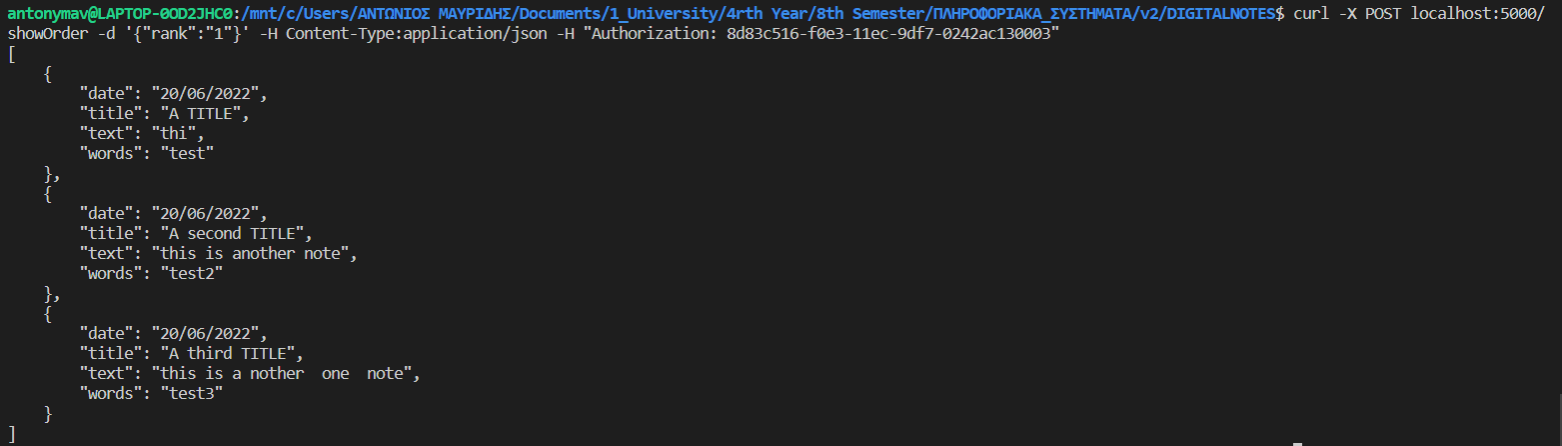 antonymav@LAPTOP-0OD2JHC0:/mnt/c/Users/ΑΝΤΩΝΙΟΣ ΜΑΥΡΙΔΗΣ/Documents/1_University/4rth Year/8th Semester/ΠΛΗΡΟΦΟΡΙΑΚΑ_ΣΥΣΤΗΜΑΤΑ/v2/DIGITALNOTES$ curl -X POST localhost:5000/
showOrder -d '{"rank":"1"}' -H Content-Type:application/json -H "Authorization: 8d83c516-f0e3-11ec-9df7-0242ac130003"
[
    {
        "date": "20/06/2022",
        "title": "A TITLE",
        "text": "thi",
        "words": "test"
    },
    {
        "date": "20/06/2022",
        "title": "A second TITLE",
        "text": "this is another note",
        "words": "test2"
    },
    {
        "date": "20/06/2022",
        "title": "A third TITLE",
        "text": "this is a nother  one  note",
        "words": "test3"
    }
]